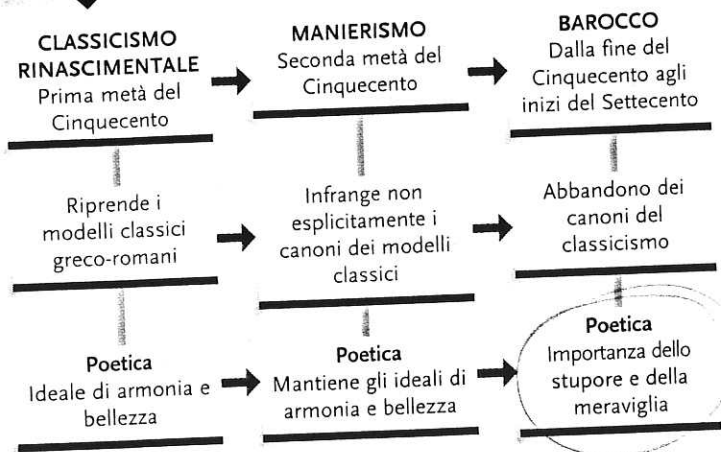 CLASSICISMO
RINASCIMENTALE
Prima metà del
Cinquecento
MANIERISMO
Seconda metà del
Cinquecento
BAROCCO
Dalla fine del
Cinquecento agli
inizi del Settecento
Riprende i
modelli classici
greco-romani
Infrange non
esplicitamente i
canoni dei modelli
classici
Abbandono dei
canoni del
classicismo
Poetica
Ideale di armonia e
bellezza
Poetica
Mantiene gli ideali di
armonia e bellezza
Poetica
Importanza dello
stupore e della
meraviglia